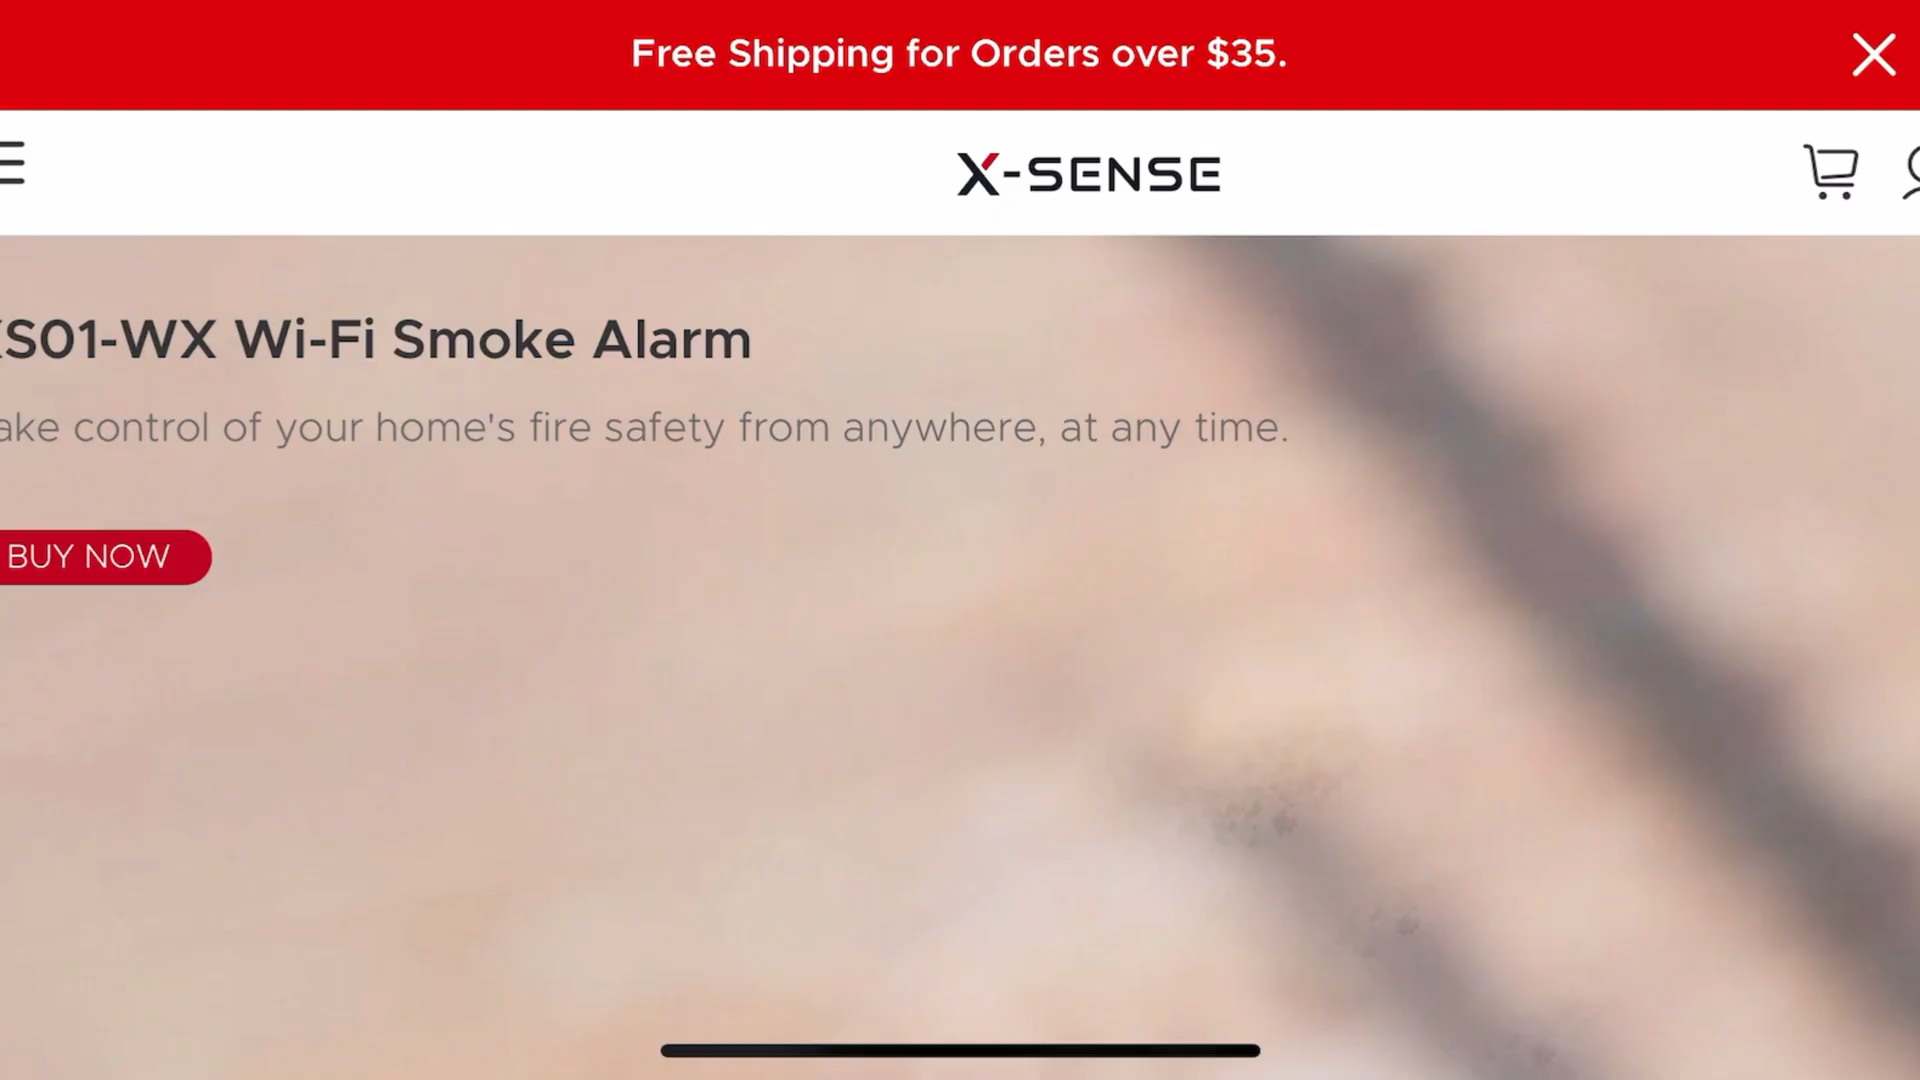 Free Shipping for Orders over $35.
X-SENSE
XS01-WX Wi-Fi Smoke Alarm
ake control of your home's fire safety from anywhere, at any time.
BUY NOW